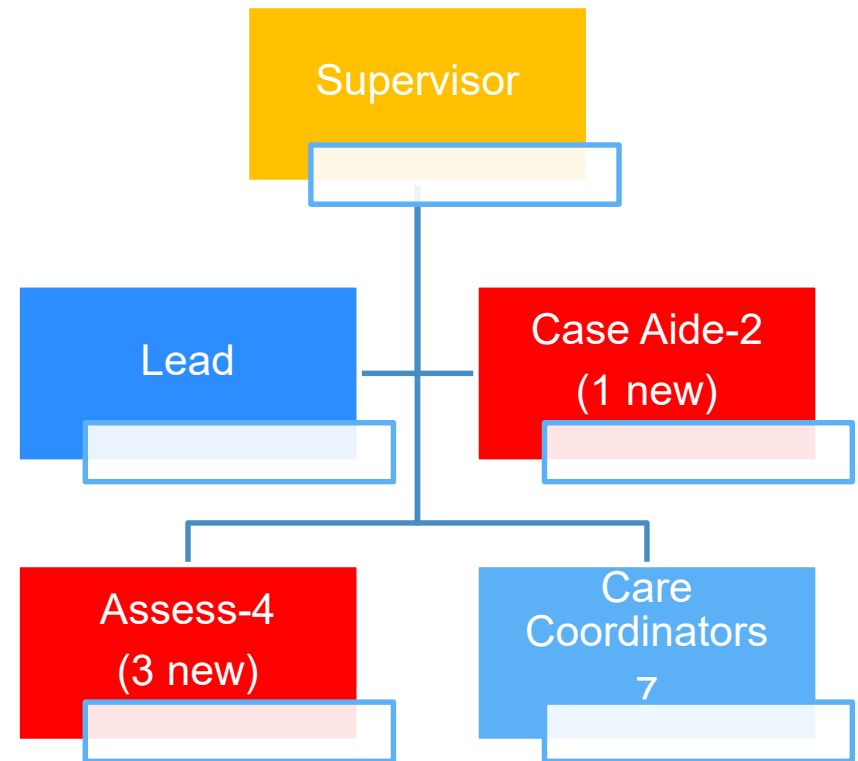 Supervisor
Lead
Case Aide-2
(1 new)
Assess-4
(3 new)
Care
Coordinators
7